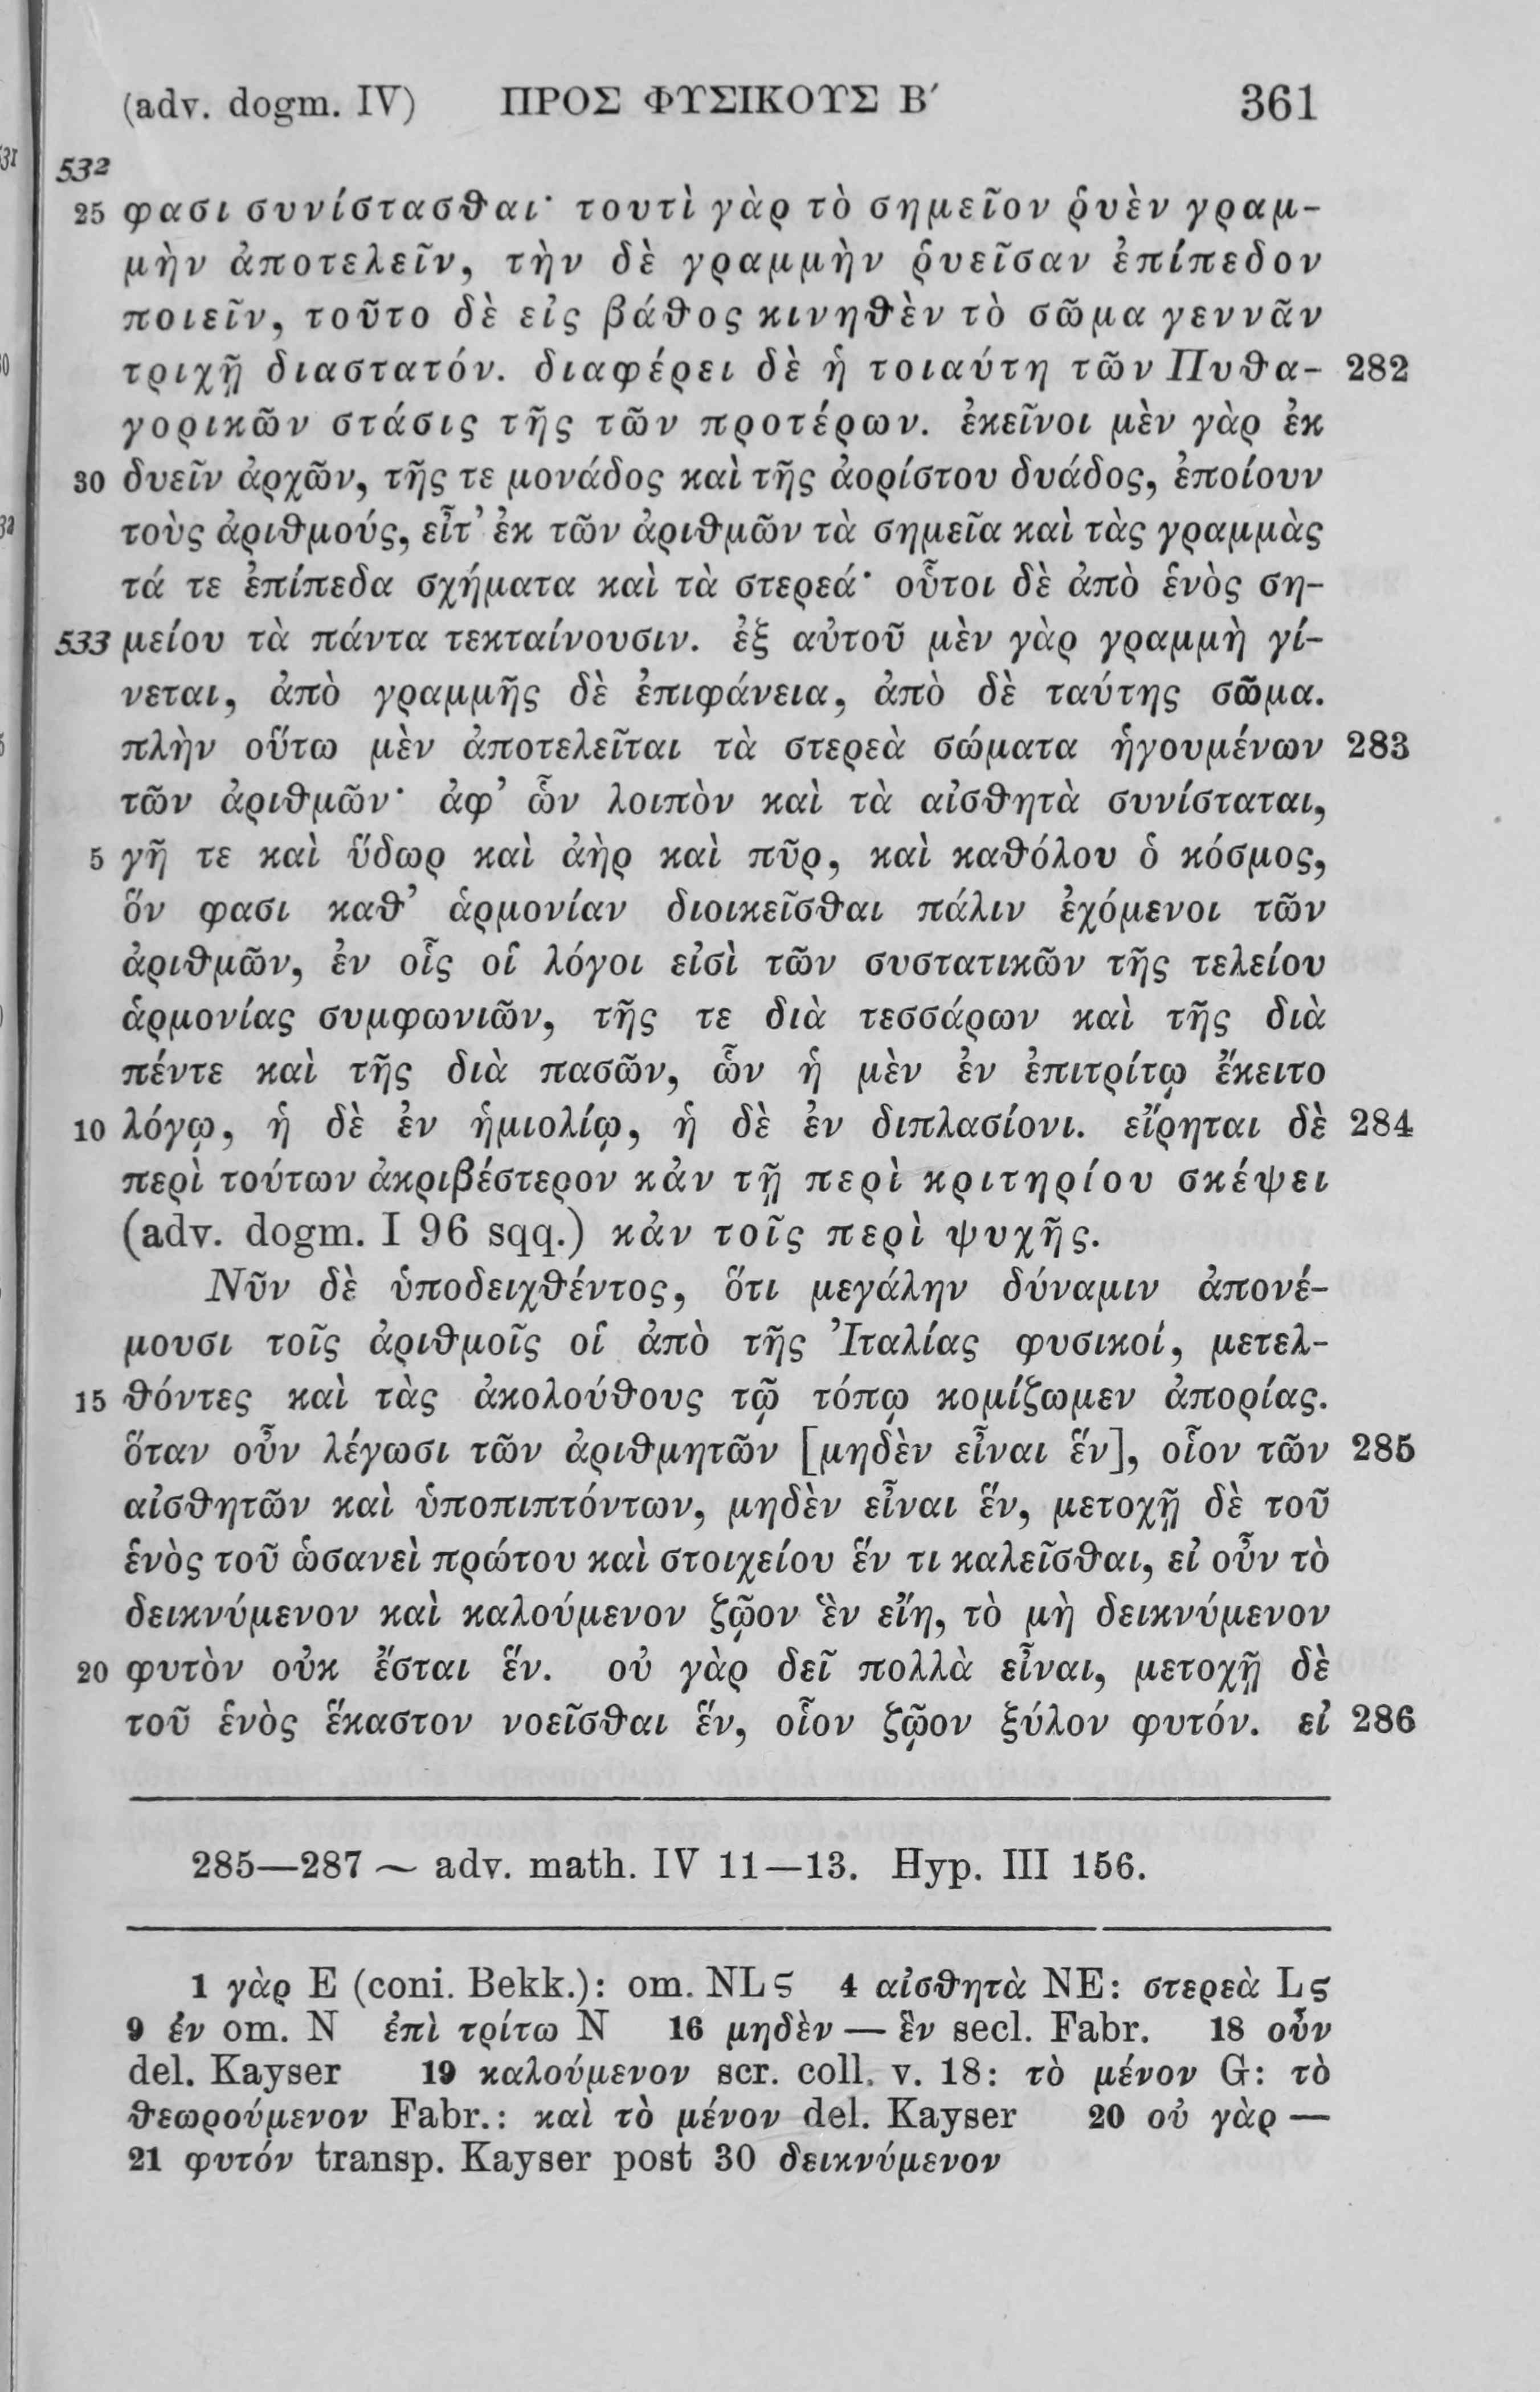 (adv. dogm. IV) ΠΡΟΣ ΦΥΣΙΚΟΥΣ Β′ 361
532
25 φασι συνίστασθαι· τουτὶ γὰρ τὸ σημεῖον ῥυὲν γραμ-
μὴν ἀποτελεῖν, τὴν δὲ γραμμὴν ῥυεῖσαν ἐπίπεδον
ποιεῖν, τοῦτο δὲ εἰς βάθος κινηθὲν τὸ σῶμα γεννᾶν
τριχῇ διαστατόν. διαφέρει δὲ ἡ τοιαύτη τῶν Πυθα- 282
γορικῶν στάσις τῆς τῶν προτέρων. ἐκεῖνοι μὲν γὰρ ἐκ
30 δυεῖν ἀρχῶν, τῆς τε μονάδος καὶ τῆς ἀορίστου δυάδος, ἐποίουν
τοὺς ἀριθμούς, εἶτ’ ἐκ τῶν ἀριθμῶν τὰ σημεῖα καὶ τὰς γραμμὰς
τά τε ἐπίπεδα σχήματα καὶ τὰ στερεά· οὗτοι δὲ ἀπὸ ἑνὸς ση-
533 μείου τὰ πάντα τεκταίνουσιν. ἐξ αὐτοῦ μὲν γὰρ γραμμὴ γί-
νεται, ἀπὸ γραμμῆς δὲ ἐπιφάνεια, ἀπὸ δὲ ταύτης σῶμα.
πλὴν οὕτω μὲν ἀποτελεῖται τὰ στερεὰ σώματα ἡγουμένων 283
τῶν ἀριθμῶν· ἀφ’ ὧν λοιπὸν καὶ τὰ αἰσθητὰ συνίσταται,
5 γῆ τε καὶ ὕδωρ καὶ ἀὴρ καὶ πῦρ, καὶ καθόλου ὁ κόσμος,
ὅν φασι καθ’ ἁρμονίαν διοικεῖσθαι πάλιν ἐχόμενοι τῶν
ἀριθμῶν, ἐν οἷς οἱ λόγοι εἰσὶ τῶν συστατικῶν τῆς τελείου
ἁρμονίας συμφωνιῶν, τῆς τε διὰ τεσσάρων καὶ τῆς διὰ
πέντε καὶ τῆς διὰ πασῶν, ὧν ἡ μὲν ἐν ἐπιτρίτῳ ἔκειτο
10 λόγῳ, ἡ δὲ ἐν ἡμιολίῳ, ἡ δὲ ἐν διπλασίονι. εἴρηται δὲ 284
περὶ τούτων ἀκριβέστερον κἀν τῇ περὶ κριτηρίου σκέψει
(adv. dogm. I 96 sqq.) κἀν τοῖς περὶ ψυχῆς.
Νῦν δὲ ὑποδειχθέντος, ὅτι μεγάλην δύναμιν ἀπονέ-
μουσι τοῖς ἀριθμοῖς οἱ ἀπὸ τῆς Ἰταλίας φυσικοί, μετελ-
15 θόντες καὶ τὰς ἀκολούθους τῷ τόπῳ κομίζωμεν ἀπορίας.
ὅταν οὖν λέγωσι τῶν ἀριθμητῶν [μηδὲν εἶναι ἕν], οἷον τῶν 285
αἰσθητῶν καὶ ὑποπιπτόντων, μηδὲν εἶναι ἕν, μετοχῇ δὲ τοῦ
ἑνὸς τοῦ ὡσανεὶ πρώτου καὶ στοιχείου ἕν τι καλεῖσθαι, εἰ οὖν τὸ
δεικνύμενον καὶ καλούμενον ζῷον ἓν εἴη, τὸ μὴ δεικνύμενον
20 φυτὸν οὐκ ἔσται ἕν. οὐ γὰρ δεῖ πολλὰ εἶναι, μετοχῇ δὲ
τοῦ ἑνὸς ἕκαστον νοεῖσθαι ἕν, οἷον ζῷον ξύλον φυτόν. εἰ 286
285—287 ~ adv. math. IV 11—13. Hyp. III 156.
1 γὰρ E (coni. Bekk.): om. NLς 4 αἰσθητὰ NE: στερεὰ Lς
9 ἐν om. N ἐπὶ τρίτω N 16 μηδὲν — ἓν secl. Fabr. 18 οὖν
del. Kayser 19 καλούμενον scr. coll. v. 18: τὸ μένον G: τὸ
θεωρούμενον Fabr.: καὶ τὸ μένον del. Kayser 20 οὐ γὰρ —
21 φυτόν transp. Kayser post 30 δεικνύμενον